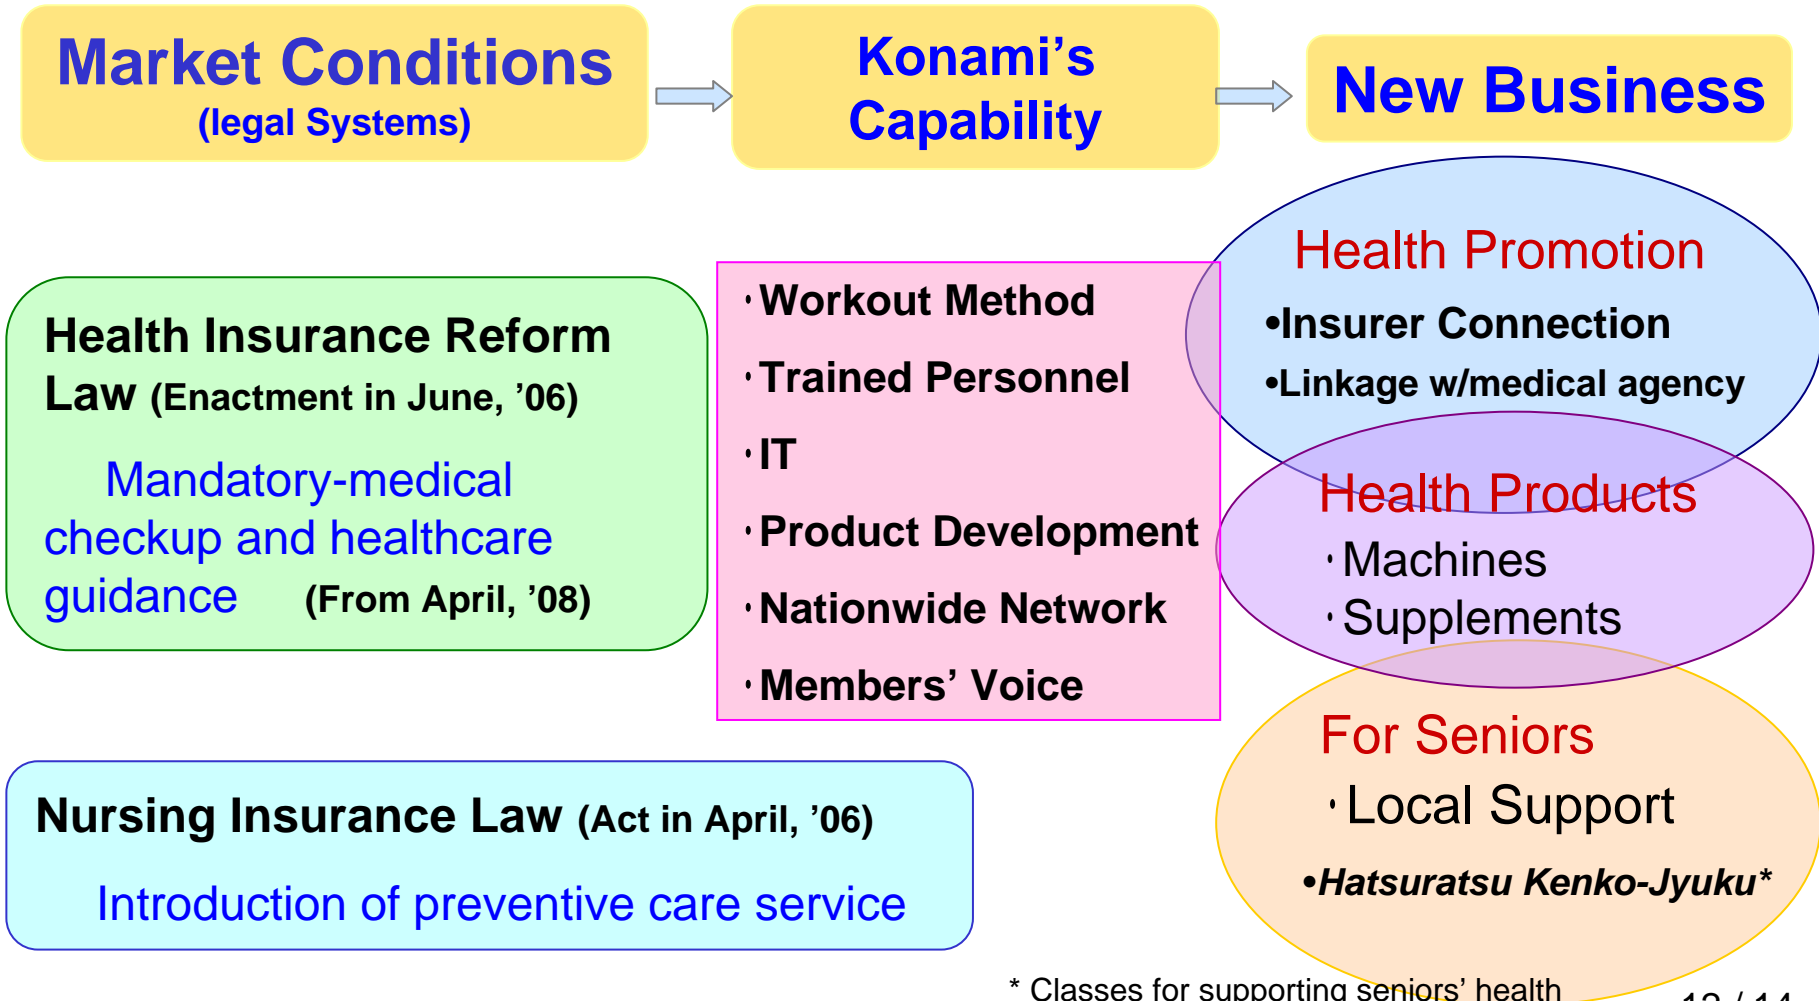 Market Conditions
(legal Systems)
Konami’s
Capability
New Business
Health Insurance Reform
Law (Enactment in June, ’06)
Mandatory-medical
checkup and healthcare
guidance (From April, ’08)
Nursing Insurance Law (Act in April, ’06)
Introduction of preventive care service
・Workout Method
・Trained Personnel
・IT
・Product Development
・Nationwide Network
・Members’ Voice
Health Promotion
•Insurer Connection
•Linkage w/medical agency
Health Products
・Machines
・Supplements
For Seniors
・Local Support
•Hatsuratsu Kenko-Jyuku*
* Classes for supporting seniors’ health